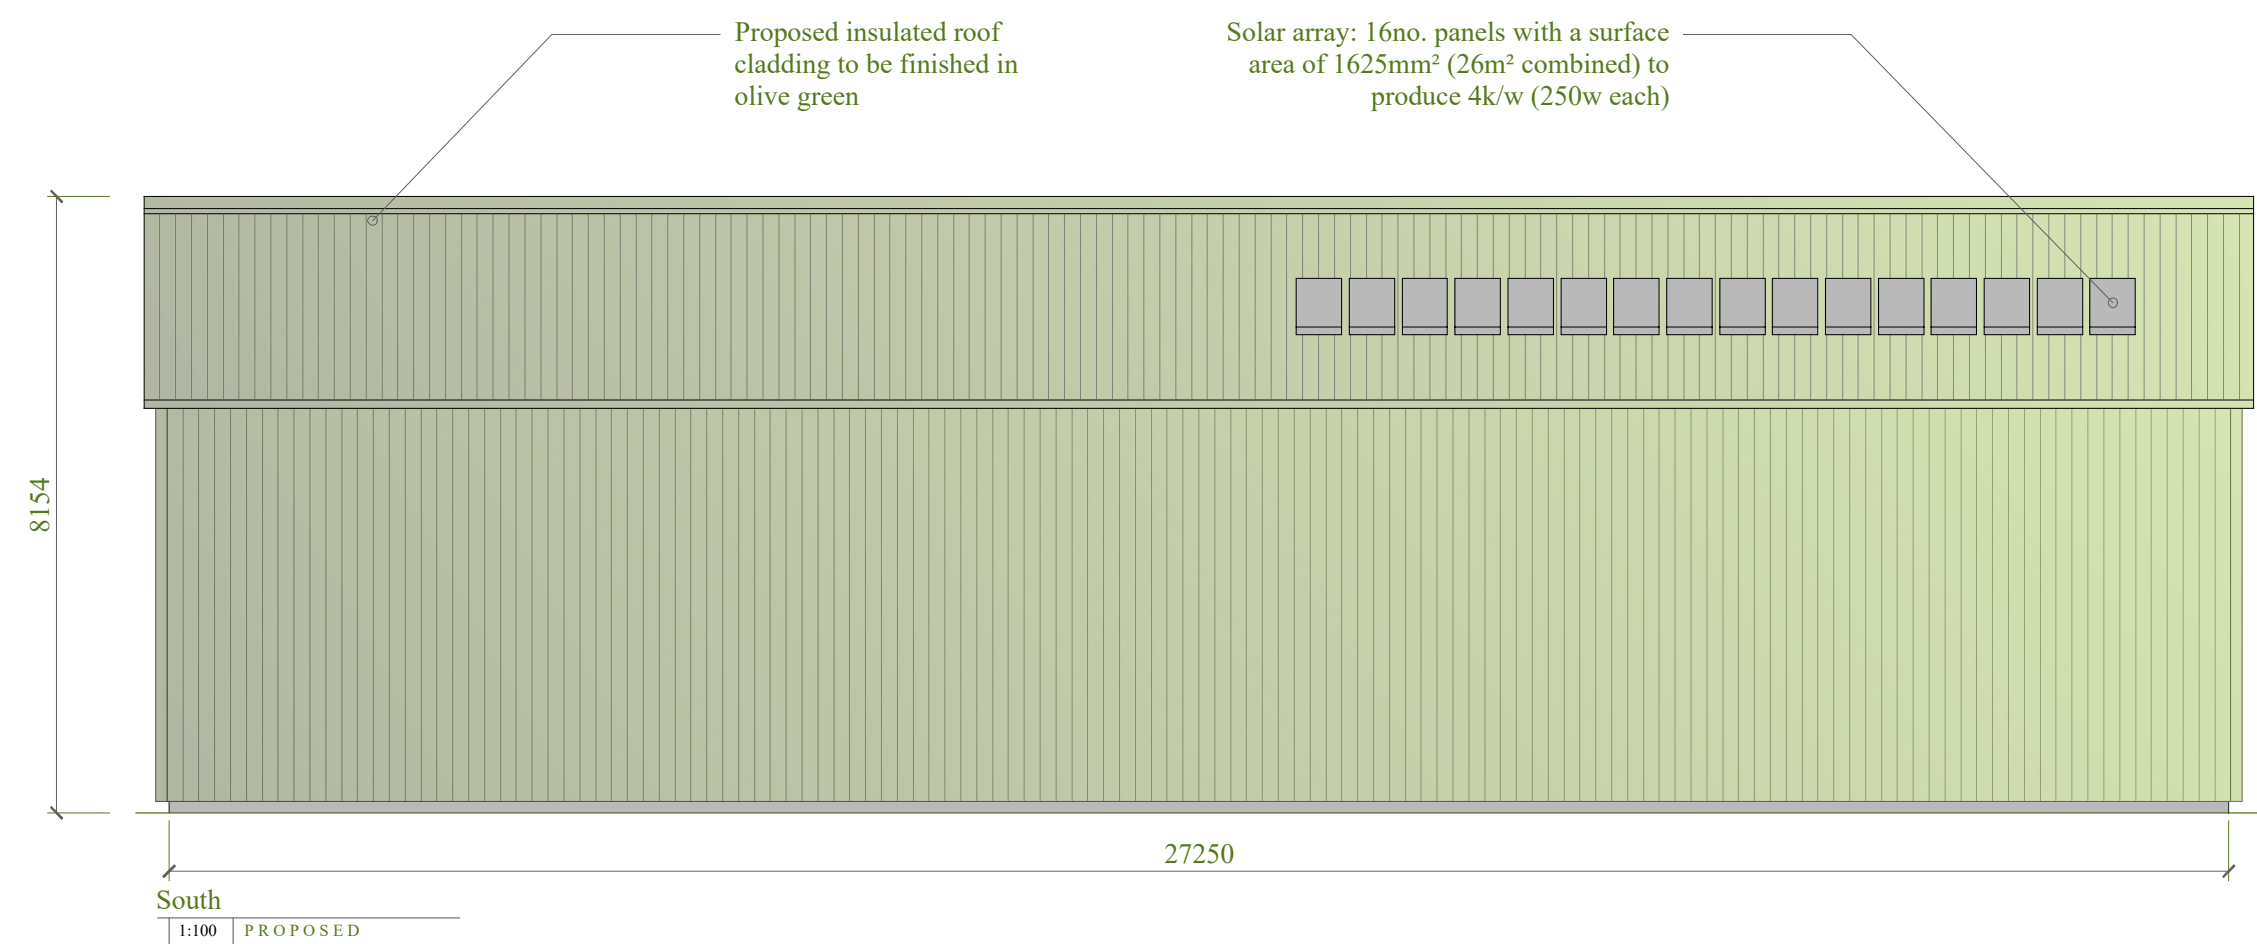 Proposed insulated roof
cladding to be finished in
olive green
Solar array: 16no. panels with a surface
area of 1625mm² (26m² combined) to
produce 4k/w (250w each)
8154
27250
South
1:100 PROPOSED